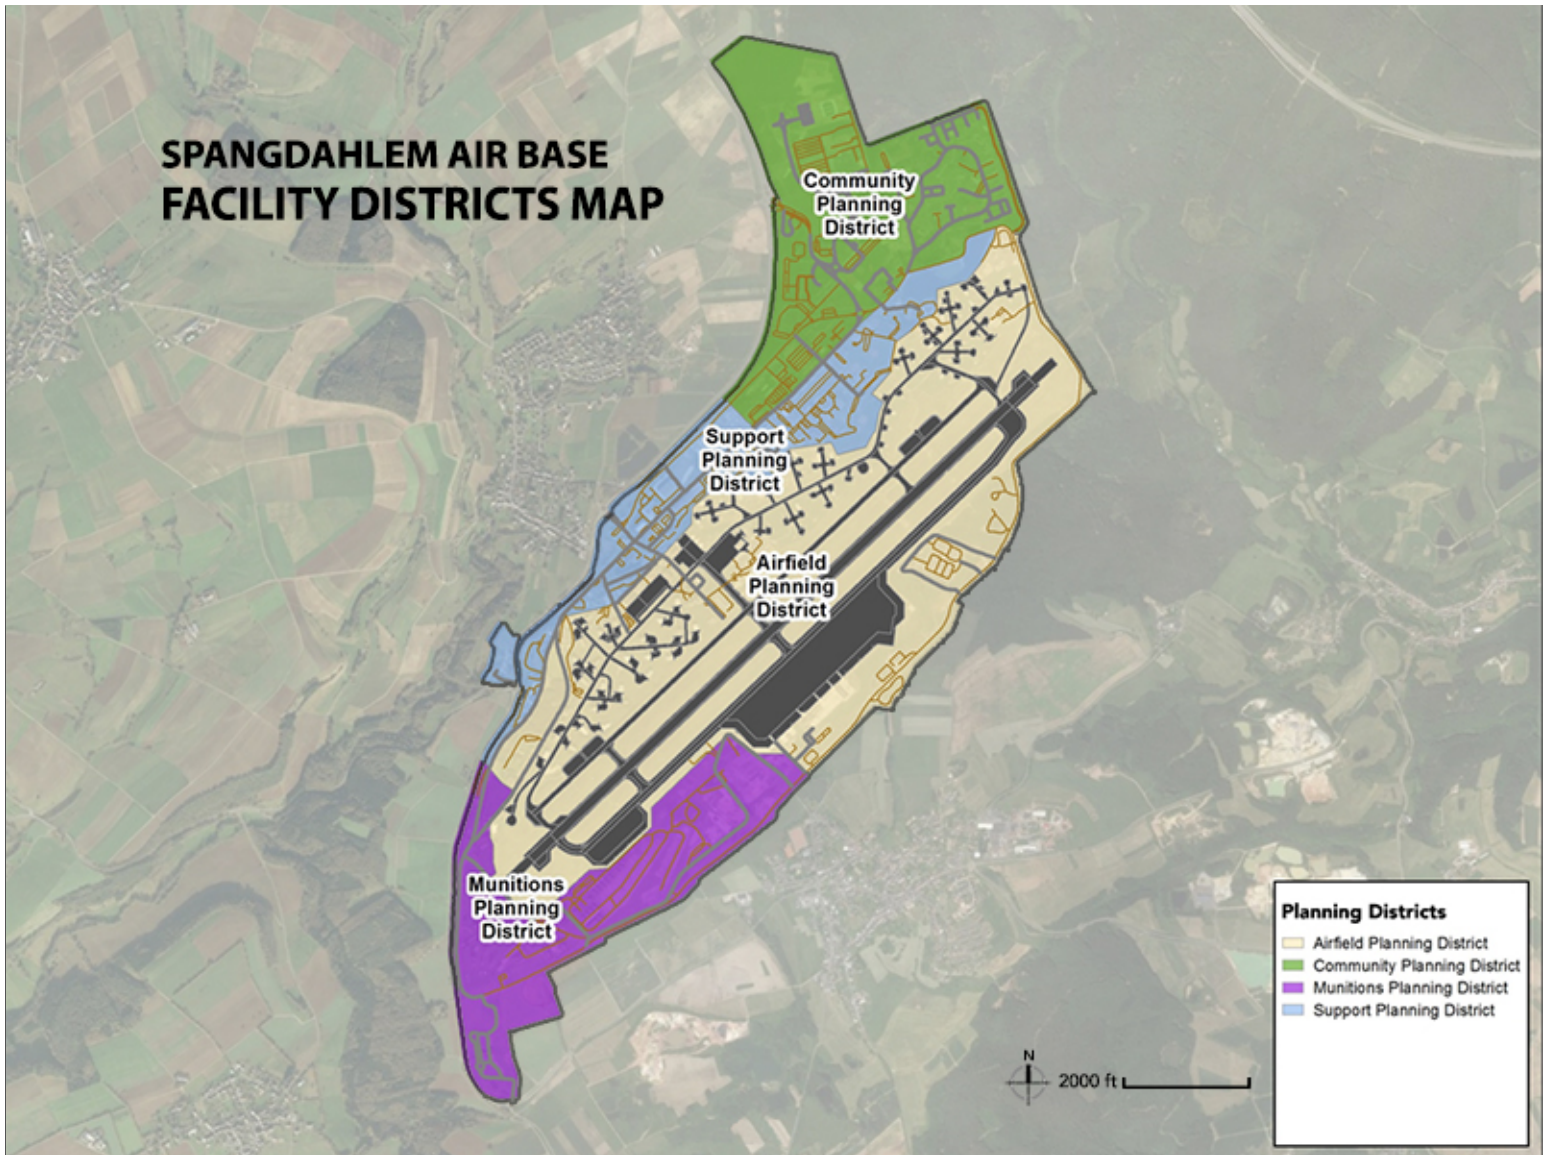 SPANGDAHLEM AIR BASE
FACILITY DISTRICTS MAP
Community
Planning
District
Support
Planning
District
Airfield
Planning
District
Munitions
Planning
District
Planning Districts
Airfield Planning District
Community Planning District
Munitions Planning District
Support Planning District
N
2000 ft